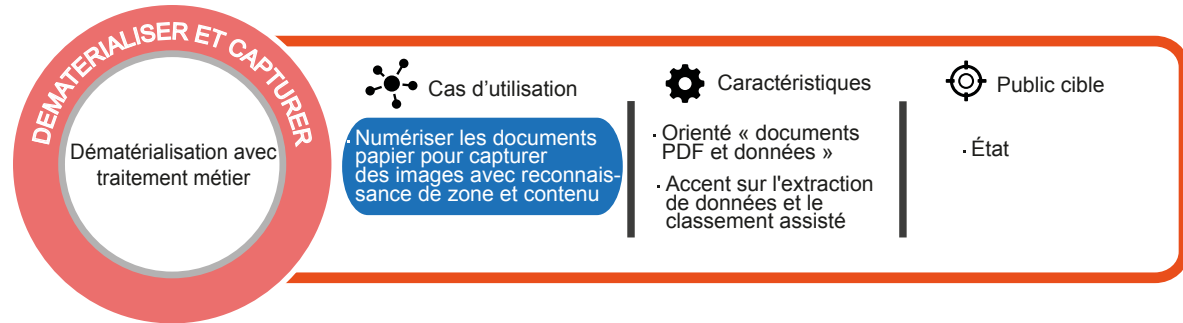 DEMATERIALISER ET CAPTURER
Dématérialisation avec
traitement métier
Cas d’utilisation
. Numériser les documents
papier pour capturer
des images avec reconnais-
sance de zone et contenu
Caractéristiques
. Orienté « documents
PDF et données »
. Accent sur l'extraction
de données et le
classement assisté
Public cible
. État